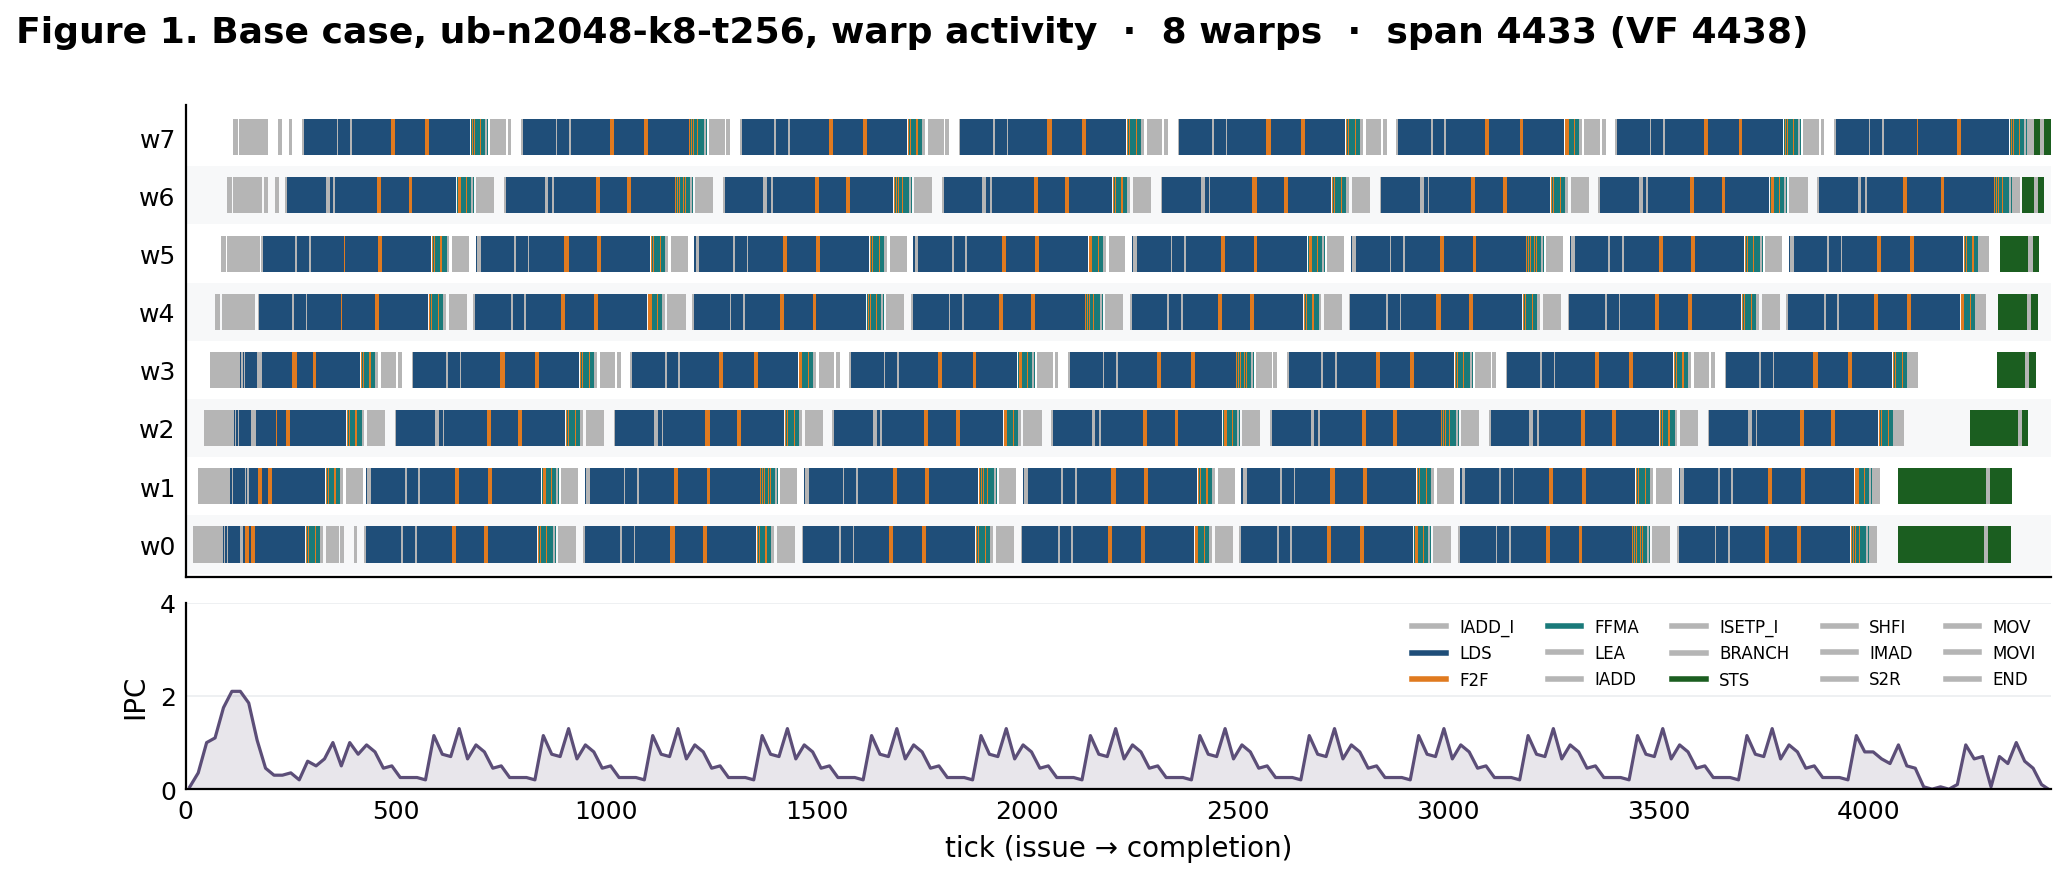 Figure 1. Base case, ub-n2048-k8-t256, warp activity · 8 warps · span 4433 (VF 4438)
w7
w6
w5
w4
w3
w2
w1
w0
4
IADD_I FFMA ISETP_I SHFI MOV
LDS LEA BRANCH IMAD MOVI
F2F IADD STS S2R END
2
IPC
0
0 500 1000 1500 2000 2500 3000 3500 4000
tick (issue → completion)